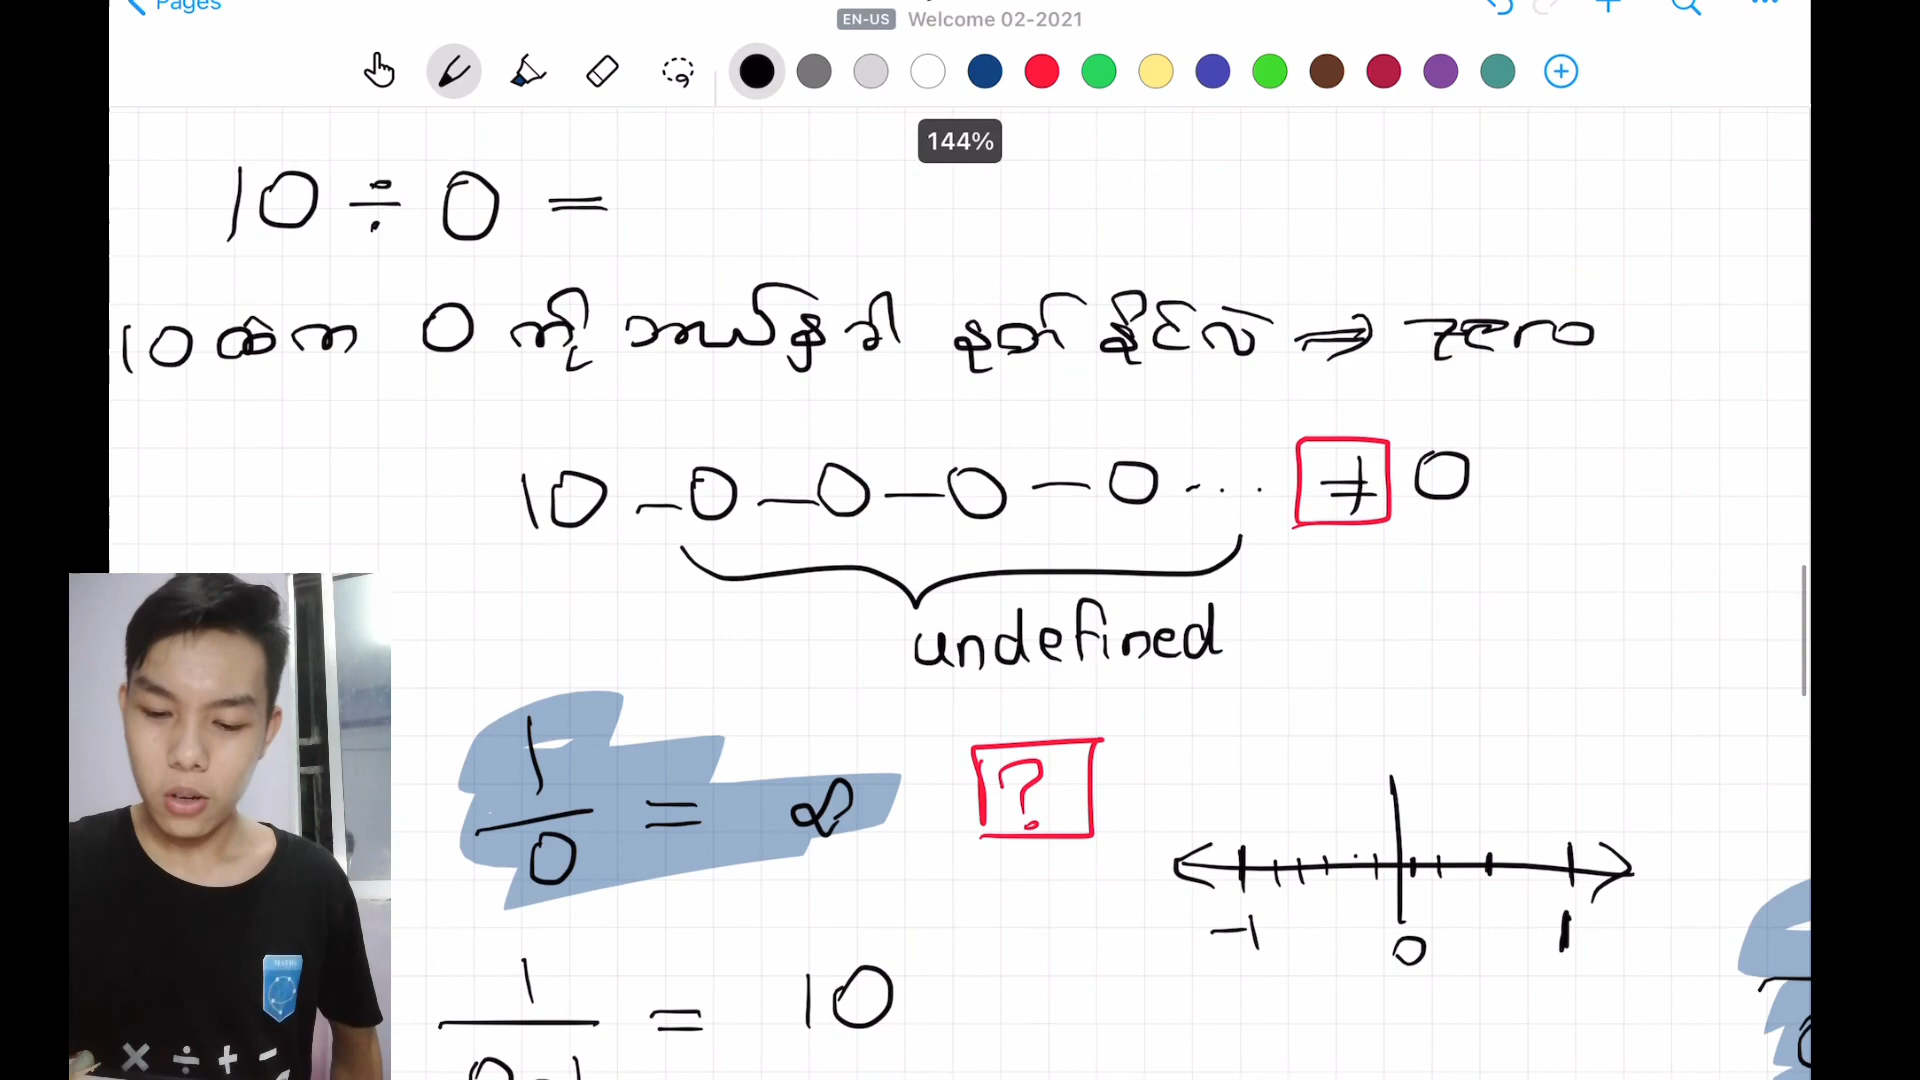 Pages
EN-US Welcome 02-2021
144%
10 ÷ 0 =
10 ထဲက 0 ကို ဘယ်နှခါ နုတ်နိုင်လဲ ⇒ zero
10 - 0 - 0 - 0 - 0 ... ≠ 0
undefined
1/0 = ∞ ?
-1 0 1
1/0.1 = 10
MATHS
× ÷ + -